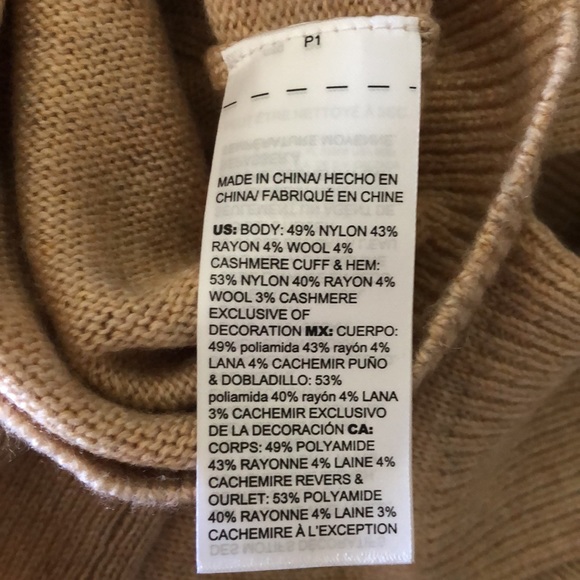 P1
MADE IN CHINA/ HECHO EN
CHINA/ FABRIQUÉ EN CHINE
US: BODY: 49% NYLON 43%
RAYON 4% WOOL 4%
CASHMERE CUFF & HEM:
53% NYLON 40% RAYON 4%
WOOL 3% CASHMERE
EXCLUSIVE OF
DECORATION MX: CUERPO:
49% poliamida 43% rayón 4%
LANA 4% CACHEMIR PUÑO
& DOBLADILLO: 53%
poliamida 40% rayón 4% LANA
3% CACHEMIR EXCLUSIVO
DE LA DECORACIÓN CA:
CORPS: 49% POLYAMIDE
43% RAYONNE 4% LAINE 4%
CACHEMIRE REVERS &
OURLET: 53% POLYAMIDE
40% RAYONNE 4% LAINE 3%
CACHEMIRE À L'EXCEPTION